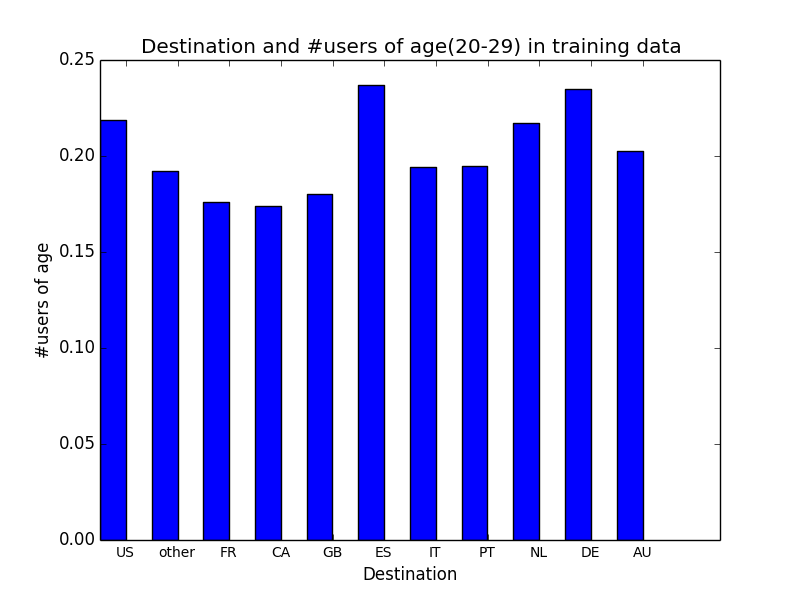 Destination and #users of age(20-29) in training data
0.25
0.20
0.15
0.10
0.05
0.00
#users of age
US other FR CA GB ES IT PT NL DE AU
Destination